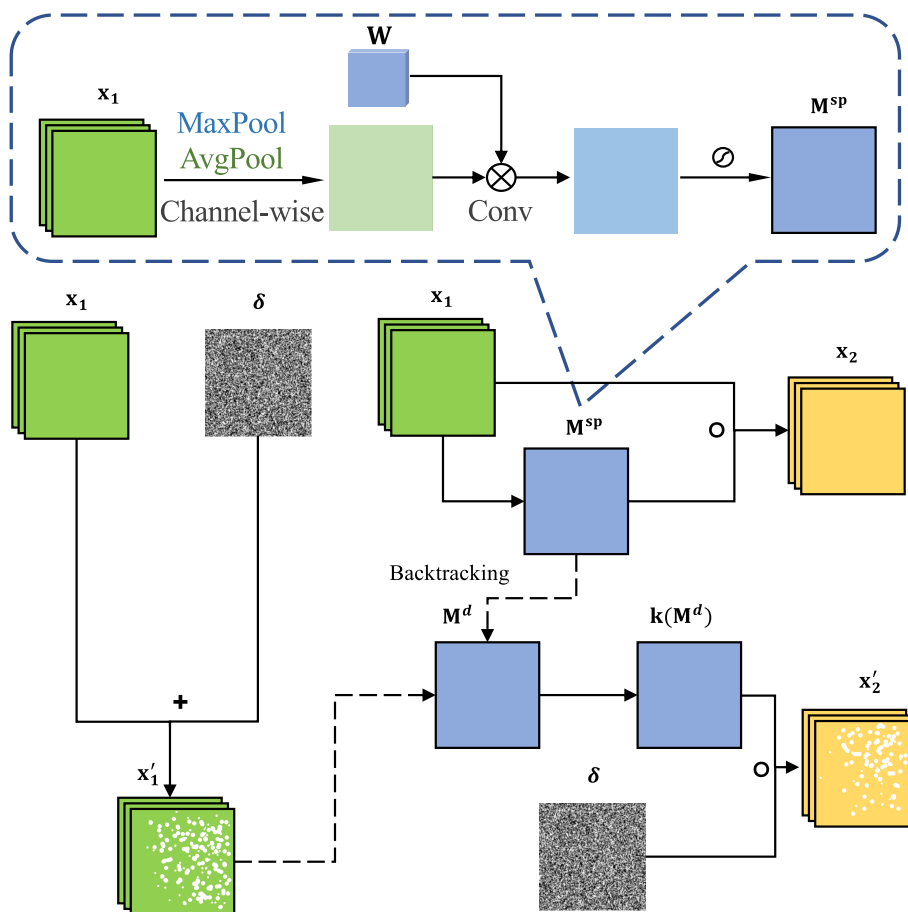 W
x₁
MaxPool
AvgPool
Channel-wise
Conv
Mˢᵖ
x₁
δ
x₁
x₂
Mˢᵖ
Backtracking
Mᵈ
k(Mᵈ)
x′₂
+
x′₁
δ